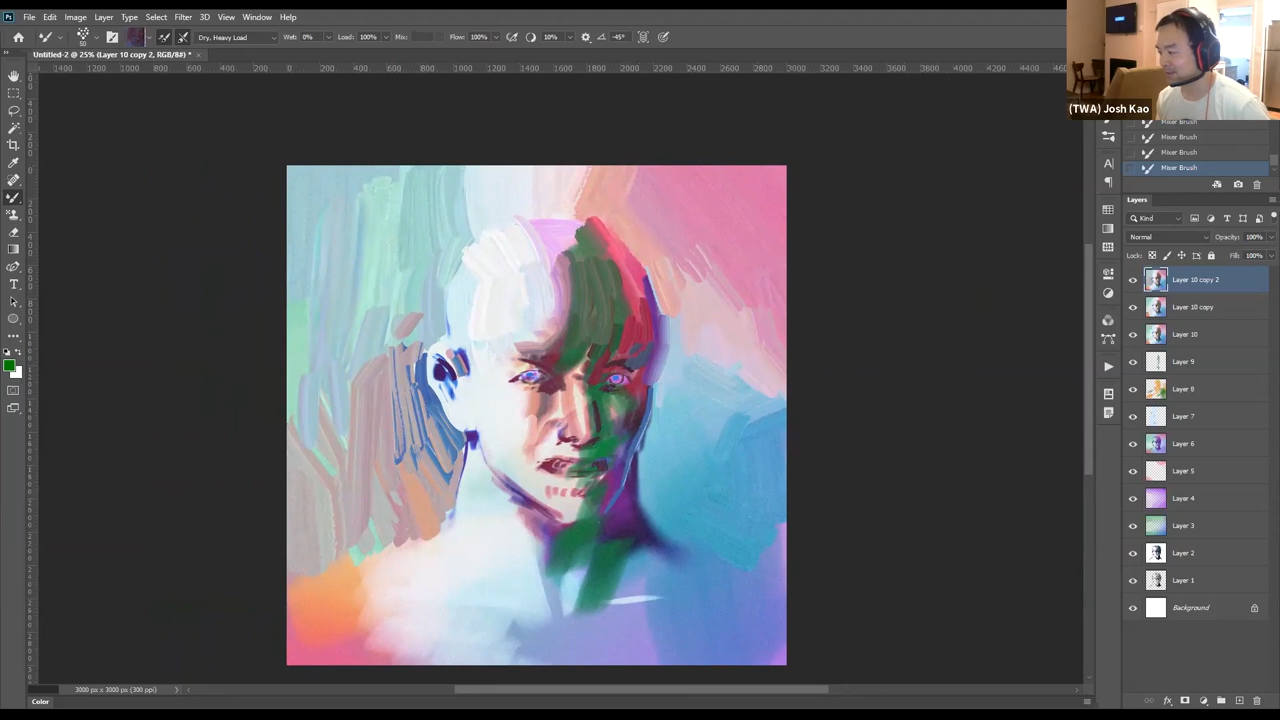 Ps File Edit Image Layer Type Select Filter 3D View Window Help
50 Dry, Heavy Load Wet: 0% Load: 100% Mix: Flow: 100% 10% -45°
Untitled-2 @ 25% (Layer 10 copy 2, RGB/8#) * ×
1400 1200 1000 800 600 400 200 0 200 400 600 800 1000 1200 1400 1600 1800 2000 2200 2400 2600 2800 3000 3200 3400 3600 3800 4000 4200 4400
(TWA) Josh Kao
Mixer Brush
Mixer Brush
Mixer Brush
Mixer Brush
Layers
Kind
Normal Opacity: 100%
Lock: Fill: 100%
Layer 10 copy 2
Layer 10 copy
Layer 10
Layer 9
Layer 8
Layer 7
Layer 6
Layer 5
Layer 4
Layer 3
Layer 2
Layer 1
Background
3000 px x 3000 px (300 ppi)
Color